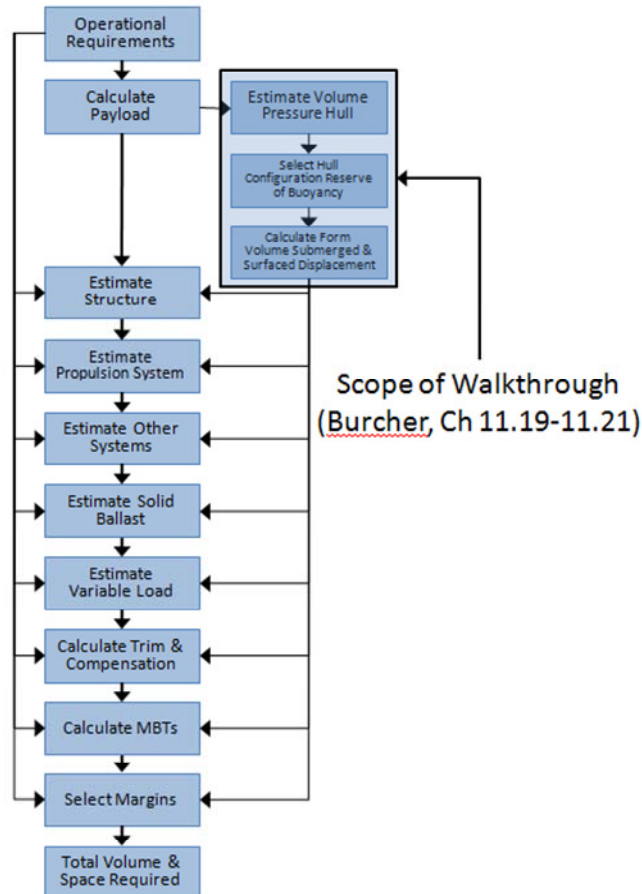 Operational
Requirements
Calculate
Payload
Estimate Volume
Pressure Hull
Select Hull
Configuration Reserve
of Buoyancy
Calculate Form
Volume Submerged &
Surfaced Displacement
Estimate
Structure
Estimate
Propulsion System
Scope of Walkthrough
(Burcher, Ch 11.19-11.21)
Estimate Other
Systems
Estimate Solid
Ballast
Estimate
Variable Load
Calculate Trim &
Compensation
Calculate MBTs
Select Margins
Total Volume &
Space Required